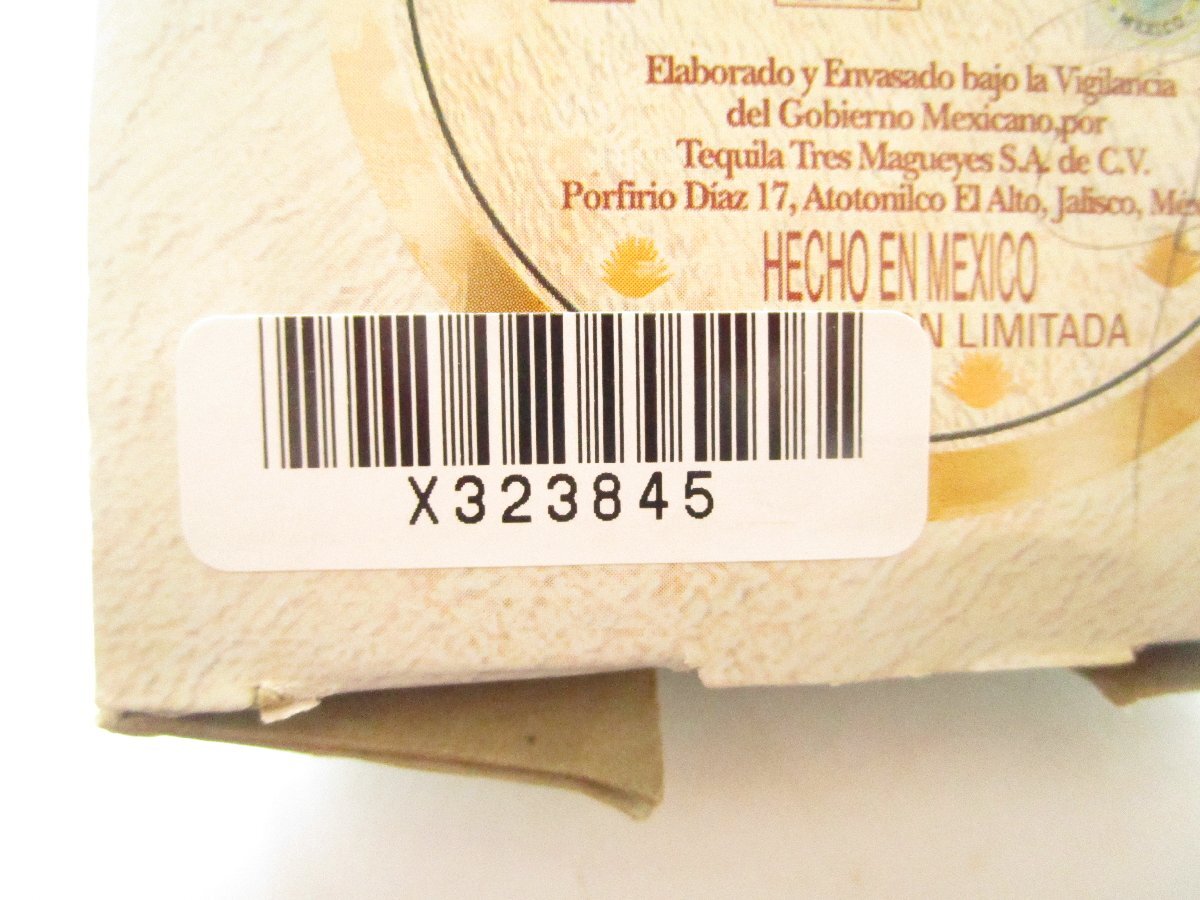 MEXICO
Elaborado y Envasado bajo la Vigilancia
del Gobierno Mexicano,por
Tequila Tres Magueyes S.A. de C.V.
Porfirio Díaz 17, Atotonilco El Alto, Jalisco,
HECHO EN MEXICO
LIMITADA
X323845